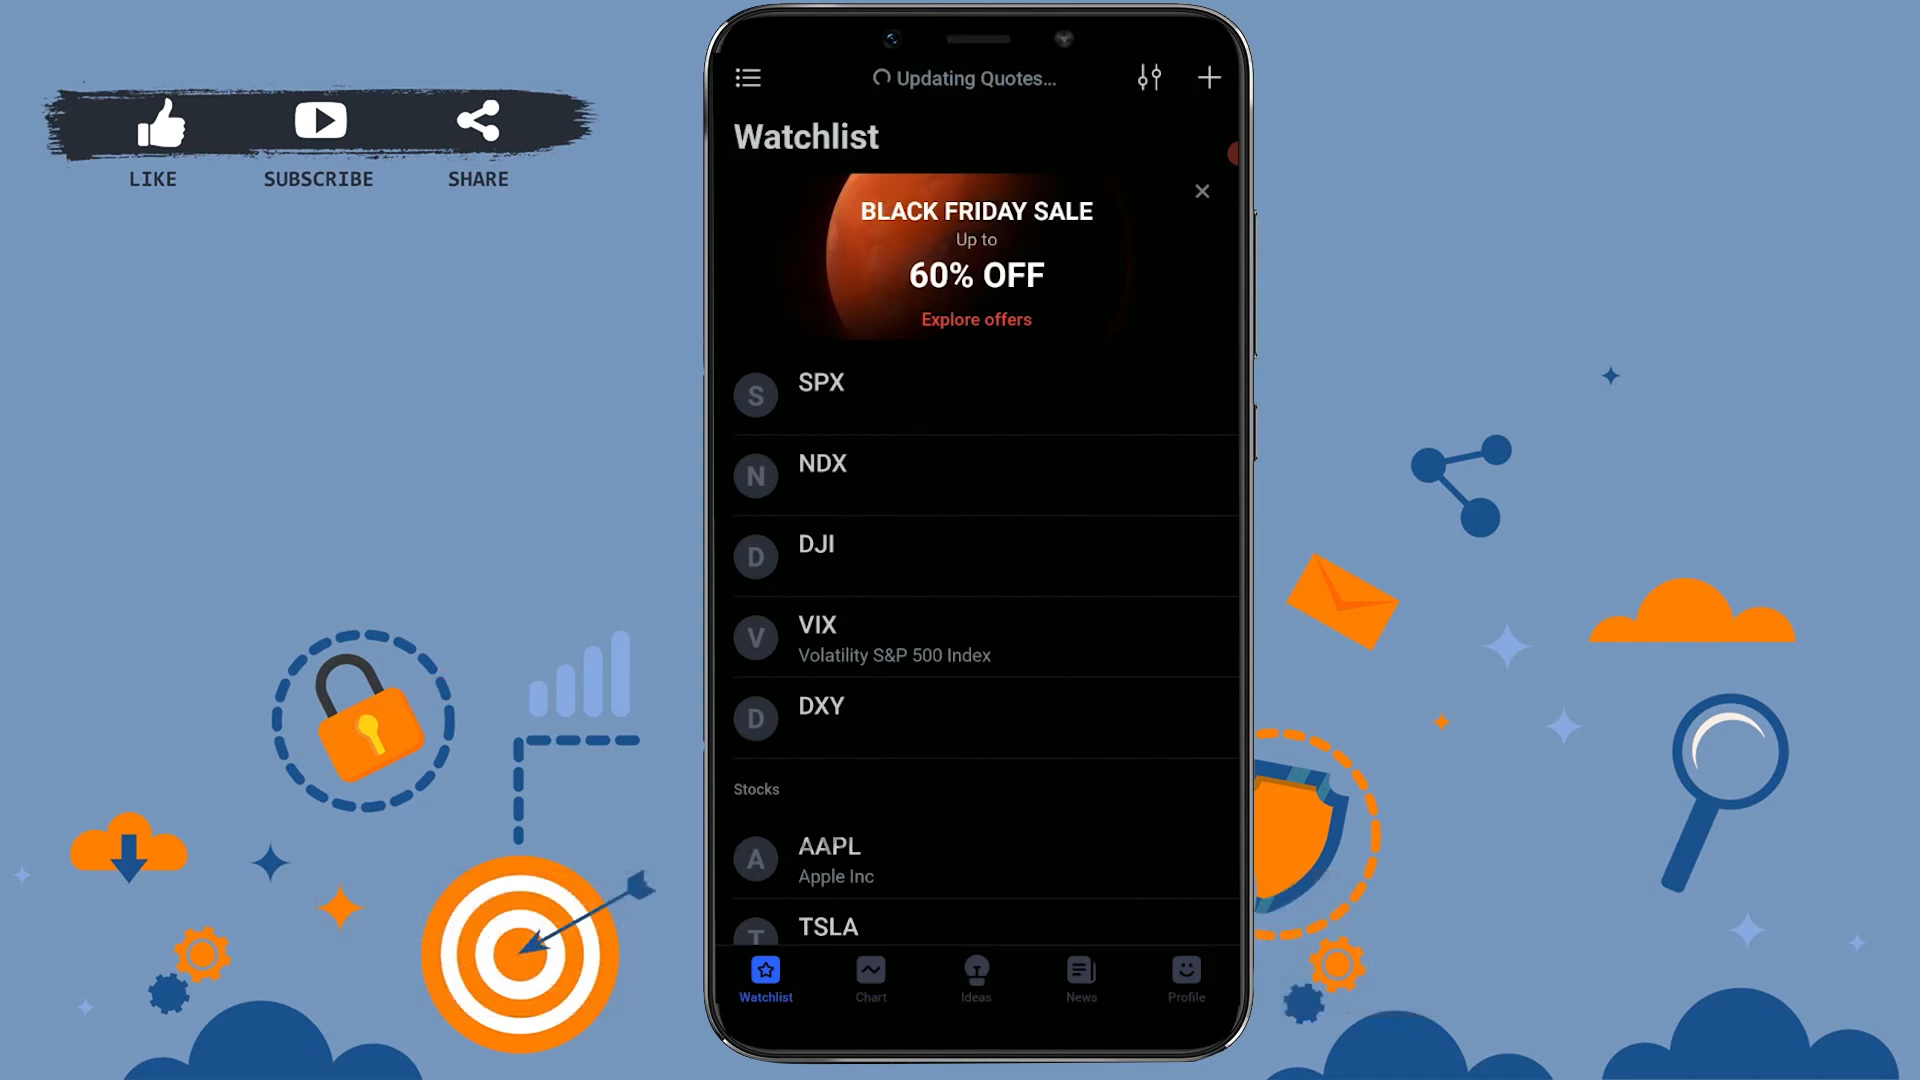 LIKE
SUBSCRIBE
SHARE
Updating Quotes...
Watchlist
BLACK FRIDAY SALE
Up to
60% OFF
Explore offers
S
SPX
N
NDX
D
DJI
V
VIX
Volatility S&P 500 Index
D
DXY
Stocks
A
AAPL
Apple Inc
T
TSLA
Watchlist
Chart
Ideas
News
Profile